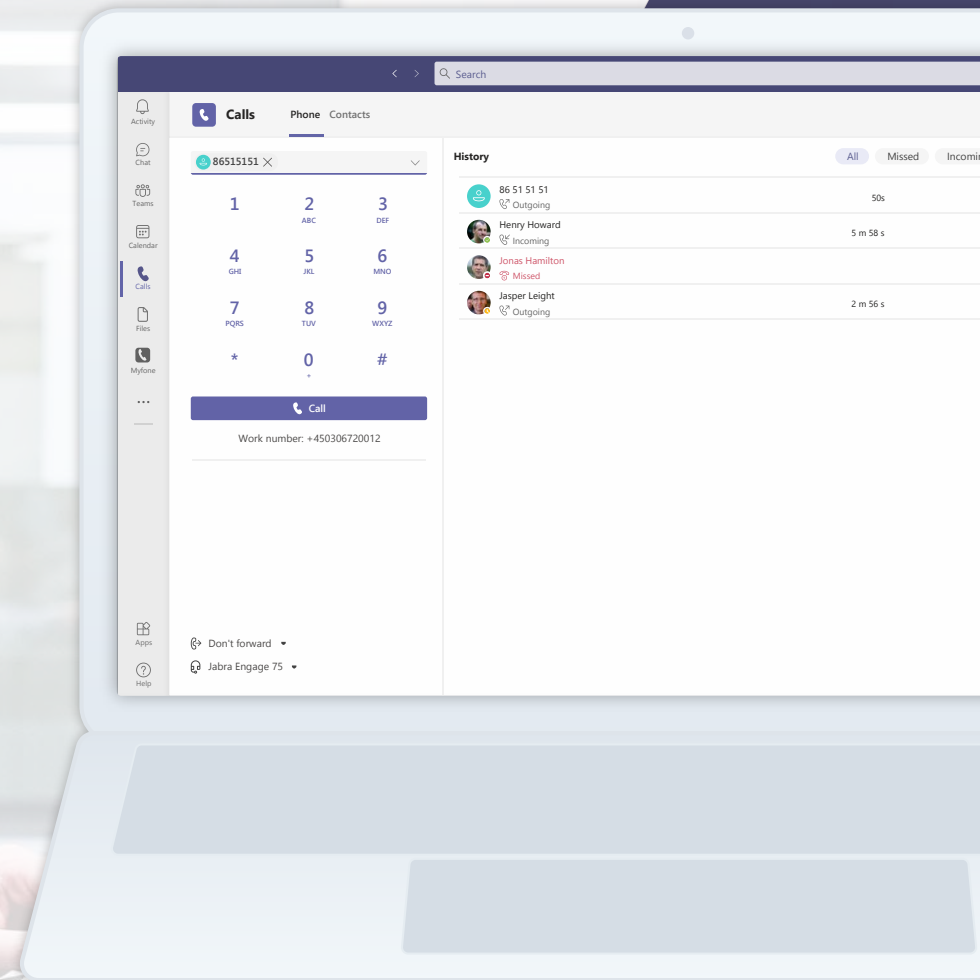 Search
Activity
Chat
Teams
Calendar
Calls
Files
Myfone
Apps
Help
Calls
Phone Contacts
86515151
1 2 3
ABC DEF
4 5 6
GHI JKL MNO
7 8 9
PQRS TUV WXYZ
* 0 #
+
Call
Work number: +450306720012
Don't forward
Jabra Engage 75
History
All Missed Incomin
86 51 51 51
Outgoing
50s
Henry Howard
Incoming
5 m 58 s
Jonas Hamilton
Missed
Jasper Leight
Outgoing
2 m 56 s